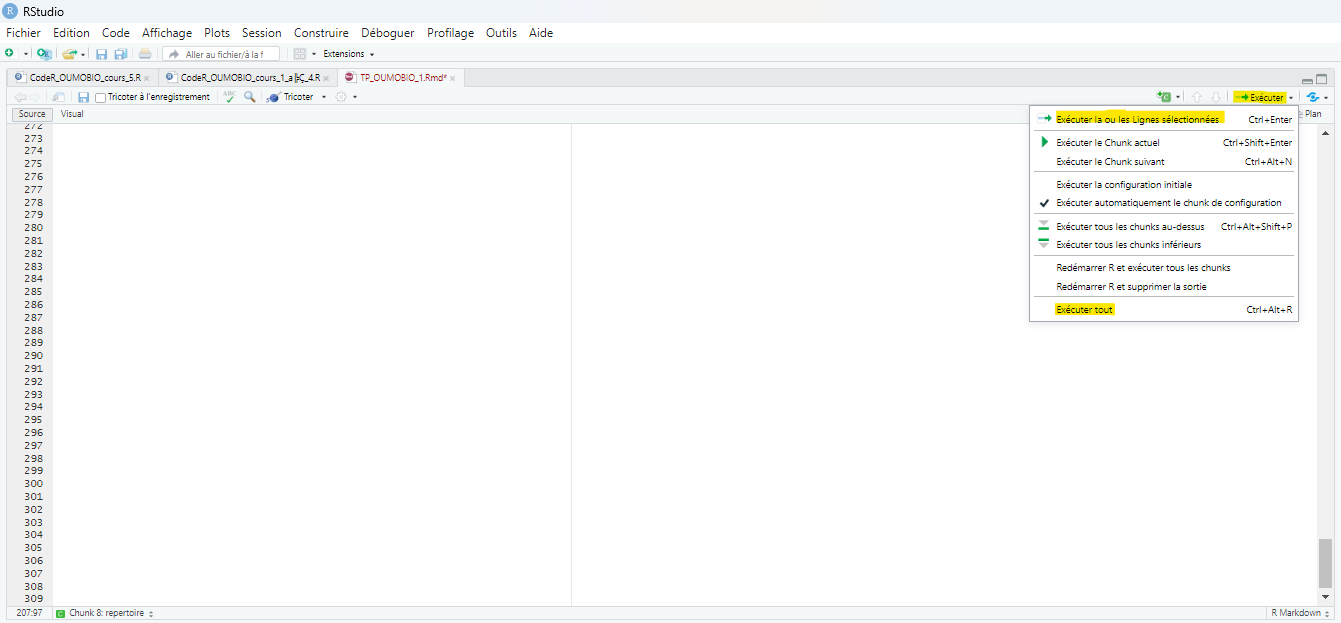 RStudio
Fichier Edition Code Affichage Plots Session Construire Déboguer Profilage Outils Aide
Aller au fichier/à la f Extensions
CodeR_OUMOBIO_cours_5.R CodeR_OUMOBIO_cours_1_a TP_OUMOBIO_1.Rmd*
Tricoter à l'enregistrement ABC Tricoter Exécuter
Source Visual Plan
Exécuter la ou les Lignes sélectionnées Ctrl+Enter
Exécuter le Chunk actuel Ctrl+Shift+Enter
Exécuter le Chunk suivant Ctrl+Alt+N
Exécuter la configuration initiale
Exécuter automatiquement le chunk de configuration
Exécuter tous les chunks au-dessus Ctrl+Alt+Shift+P
Exécuter tous les chunks inférieurs
Redémarrer R et exécuter tous les chunks
Redémarrer R et supprimer la sortie
Exécuter tout Ctrl+Alt+R
272
273
274
275
276
277
278
279
280
281
282
283
284
285
286
287
288
289
290
291
292
293
294
295
296
297
298
299
300
301
302
303
304
305
306
307
308
309
207:97 Chunk 8: repertoire R Markdown